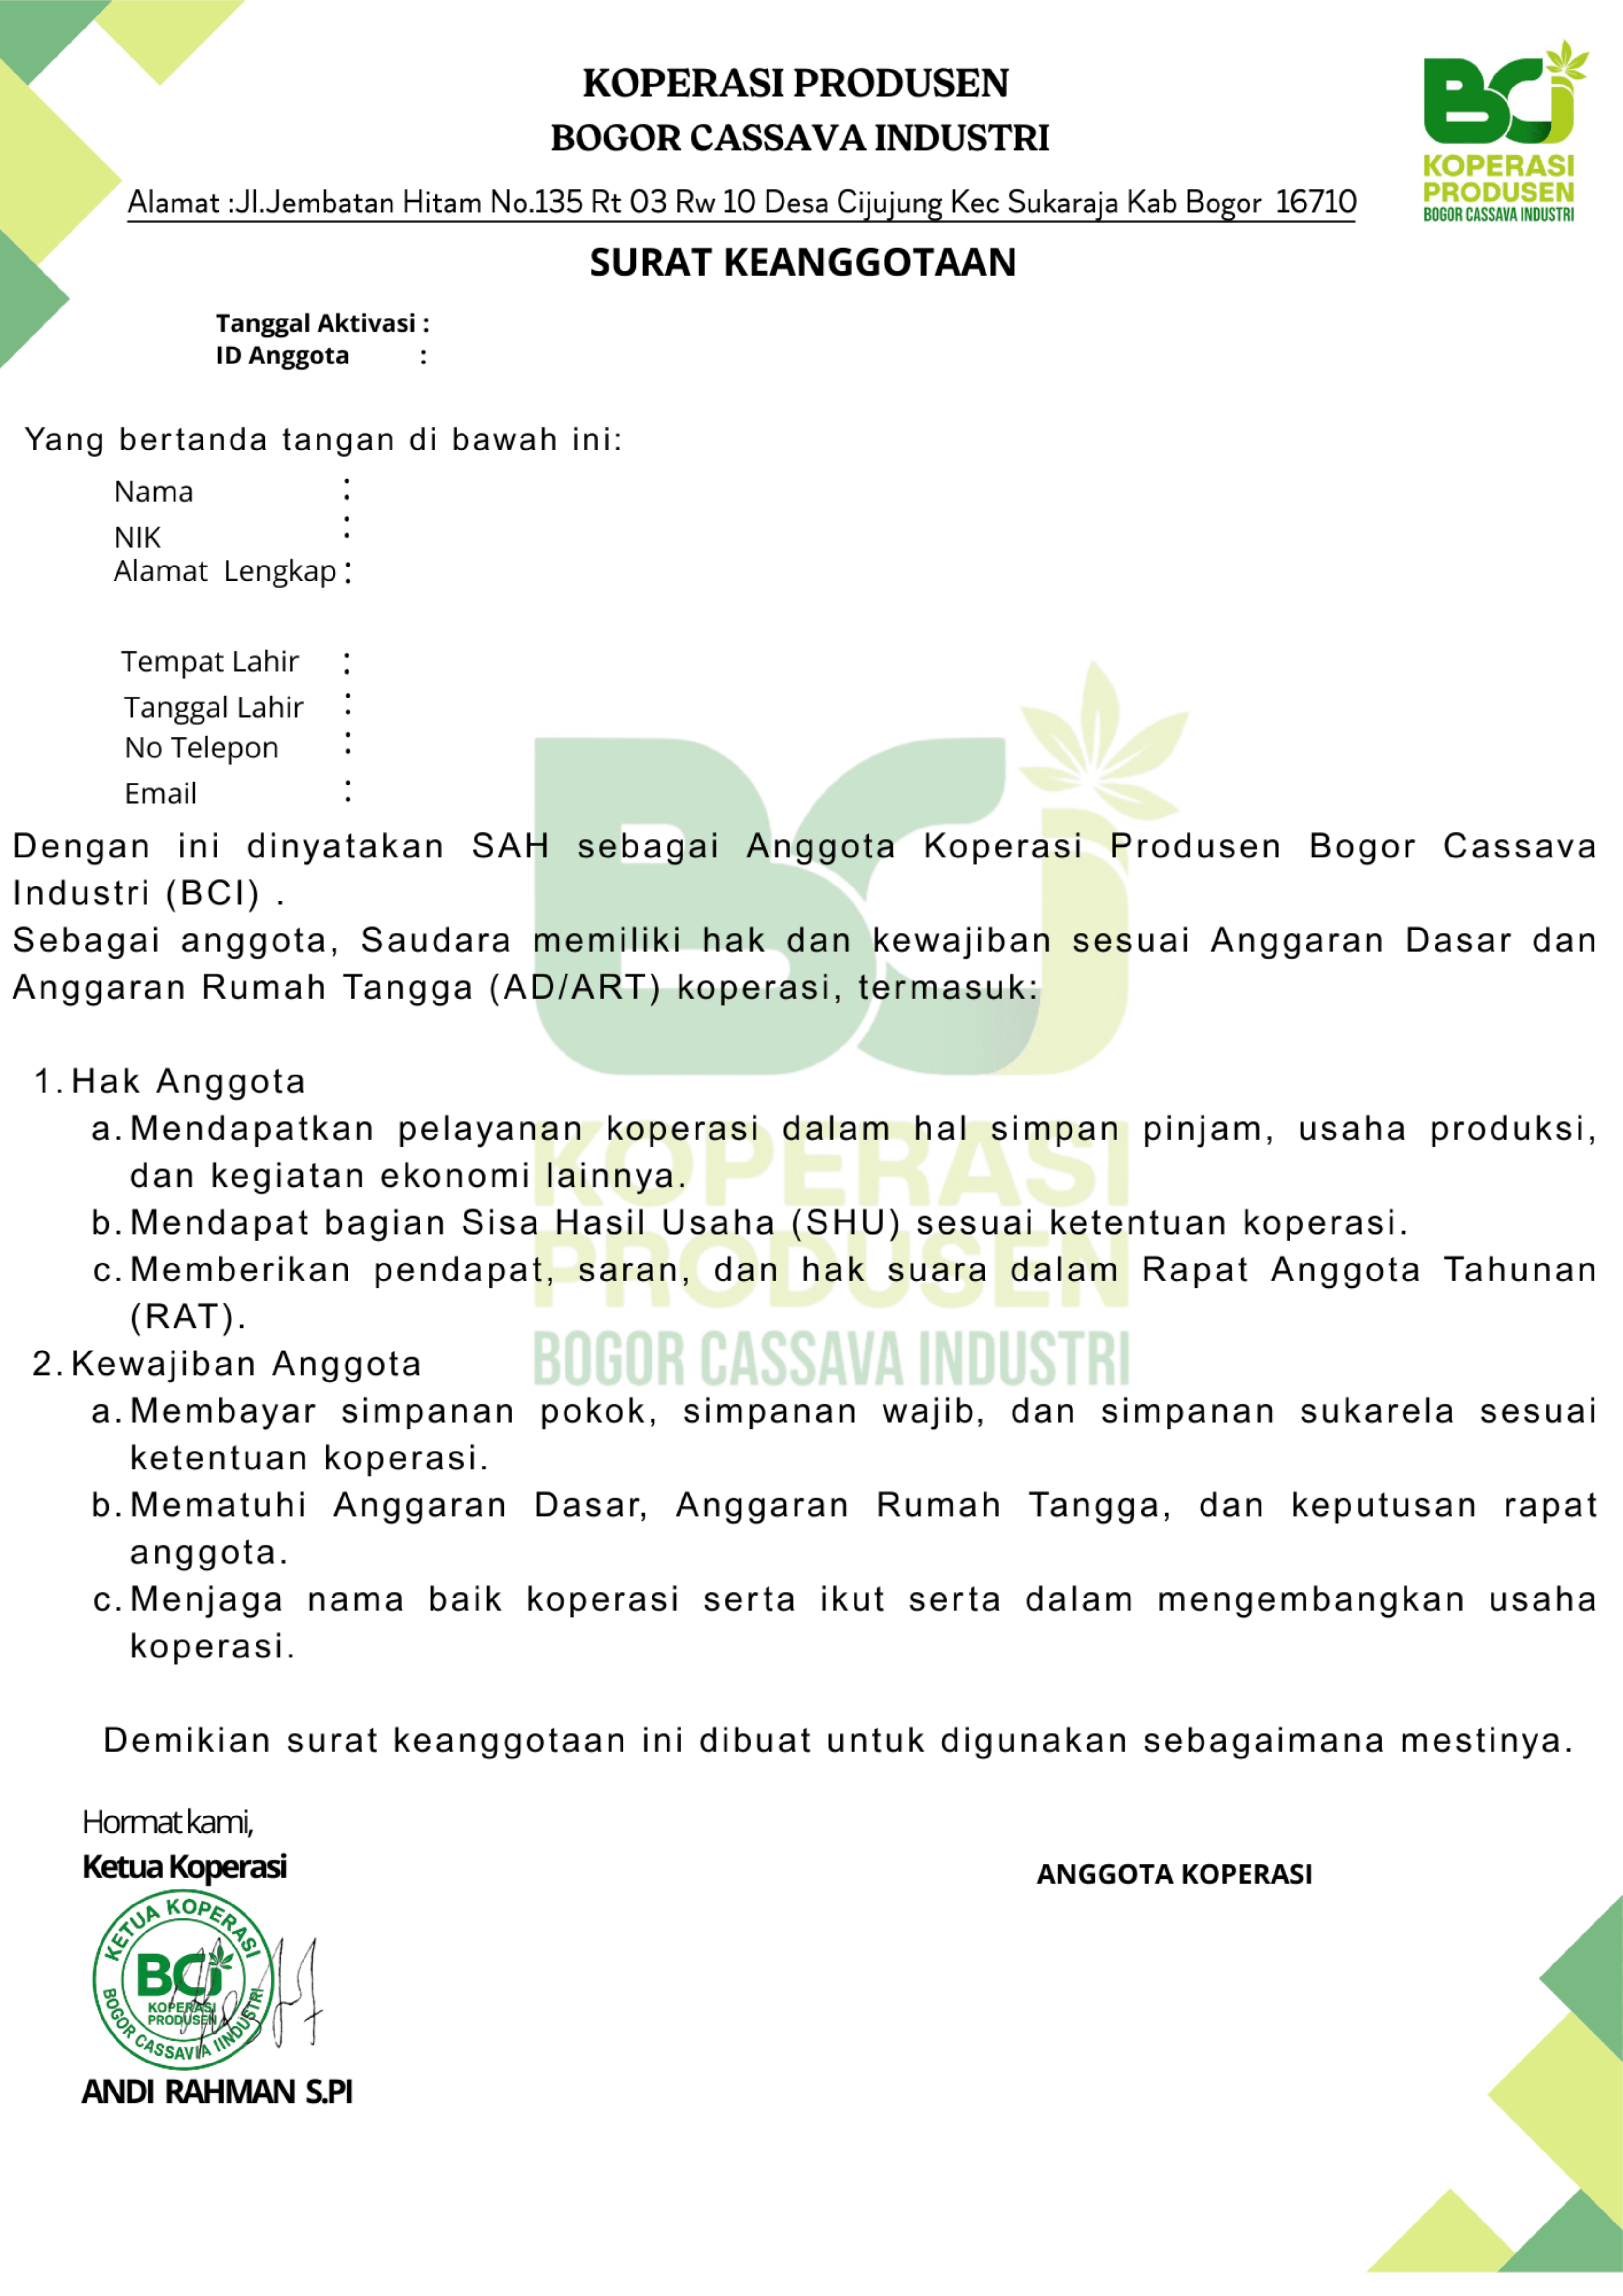 KOPERASI PRODUSEN
BOGOR CASSAVA INDUSTRI
BCi
KOPERASI
PRODUSEN
BOGOR CASSAVA INDUSTRI
Alamat :Jl.Jembatan Hitam No.135 Rt 03 Rw 10 Desa Cijujung Kec Sukaraja Kab Bogor 16710
SURAT KEANGGOTAAN
Tanggal Aktivasi :
ID Anggota :
Yang bertanda tangan di bawah ini:
Nama :
NIK :
Alamat Lengkap :
Tempat Lahir :
Tanggal Lahir :
No Telepon :
Email :
Dengan ini dinyatakan SAH sebagai Anggota Koperasi Produsen Bogor Cassava
Industri (BCI) .
Sebagai anggota, Saudara memiliki hak dan kewajiban sesuai Anggaran Dasar dan
Anggaran Rumah Tangga (AD/ART) koperasi, termasuk:
1. Hak Anggota
a. Mendapatkan pelayanan koperasi dalam hal simpan pinjam, usaha produksi,
dan kegiatan ekonomi lainnya.
b. Mendapat bagian Sisa Hasil Usaha (SHU) sesuai ketentuan koperasi.
c. Memberikan pendapat, saran, dan hak suara dalam Rapat Anggota Tahunan
(RAT).
2. Kewajiban Anggota
a. Membayar simpanan pokok, simpanan wajib, dan simpanan sukarela sesuai
ketentuan koperasi.
b. Mematuhi Anggaran Dasar, Anggaran Rumah Tangga, dan keputusan rapat
anggota.
c. Menjaga nama baik koperasi serta ikut serta dalam mengembangkan usaha
koperasi.
BCi
KOPERASI
PRODUSEN
BOGOR CASSAVA INDUSTRI
Demikian surat keanggotaan ini dibuat untuk digunakan sebagaimana mestinya.
Hormat kami,
Ketua Koperasi
ANGGOTA KOPERASI
KETUA KOPERASI
BCi
KOPERASI
PRODUSEN
BOGOR CASSAVIA IINDUSTRI
ANDI RAHMAN S.PI